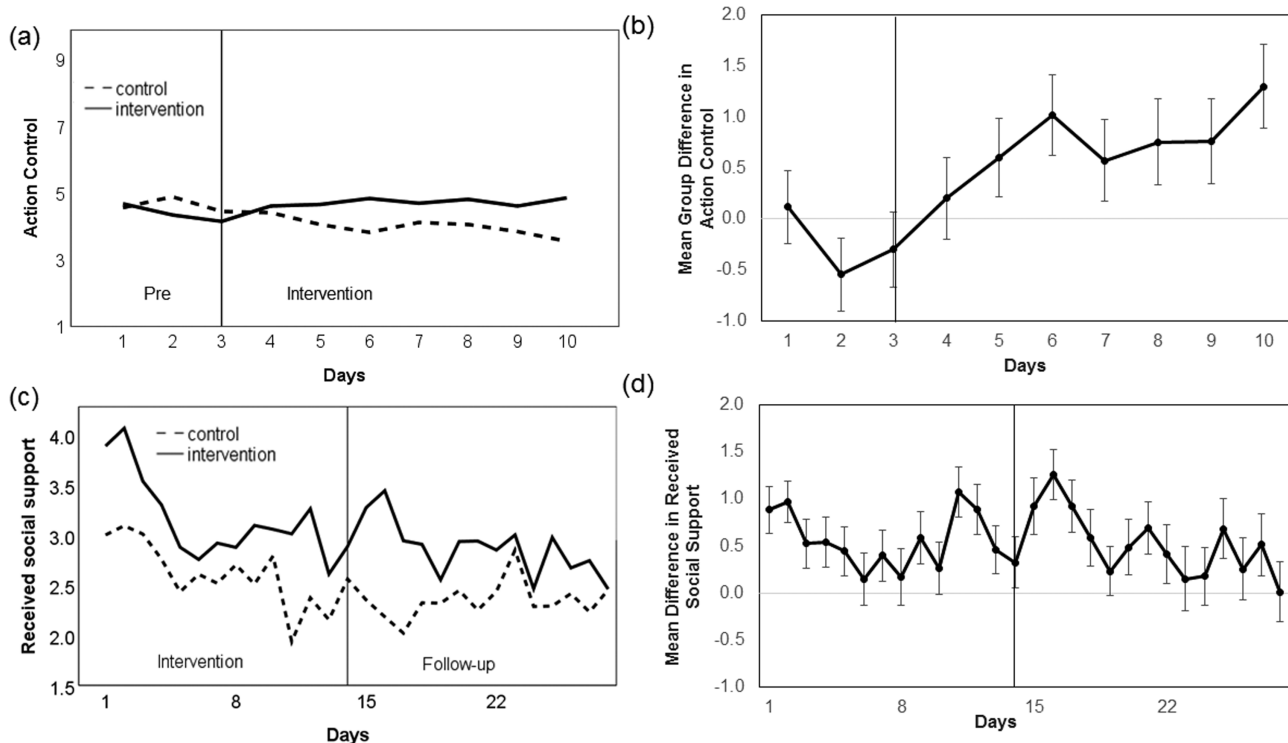 (a)
9
7
5
3
1
control
intervention
Action Control
Pre
Intervention
1 2 3 4 5 6 7 8 9 10
Days
(b)
2.0
1.5
1.0
0.5
0.0
-0.5
-1.0
Mean Group Difference in
Action Control
1 2 3 4 5 6 7 8 9 10
Days
(c)
4.0
3.5
3.0
2.5
2.0
1.5
control
intervention
Received social support
Intervention
Follow-up
1 8 15 22
Days
(d)
2.0
1.5
1.0
0.5
0.0
-0.5
-1.0
Mean Difference in Received
Social Support
1 8 15 22
Days